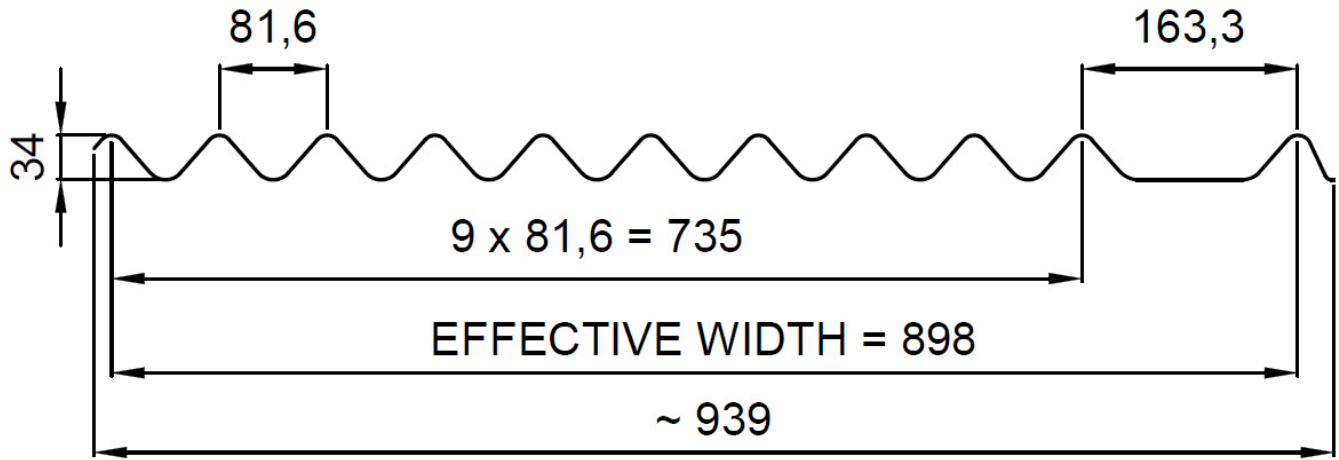 81,6
163,3
34
9 x 81,6 = 735
EFFECTIVE WIDTH = 898
~ 939